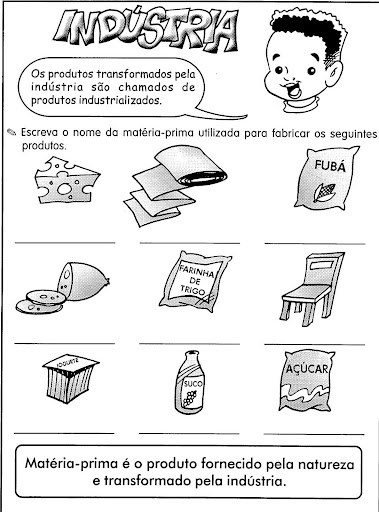 INDÚSTRIA
Os produtos transformados pela
indústria são chamados de
produtos industrializados.
Escreva o nome da matéria-prima utilizada para fabricar os seguintes
produtos.
FUBÁ
FARINHA
DE
TRIGO
IOGURTE
SUCO
AÇÚCAR
Matéria-prima é o produto fornecido pela natureza
e transformado pela indústria.